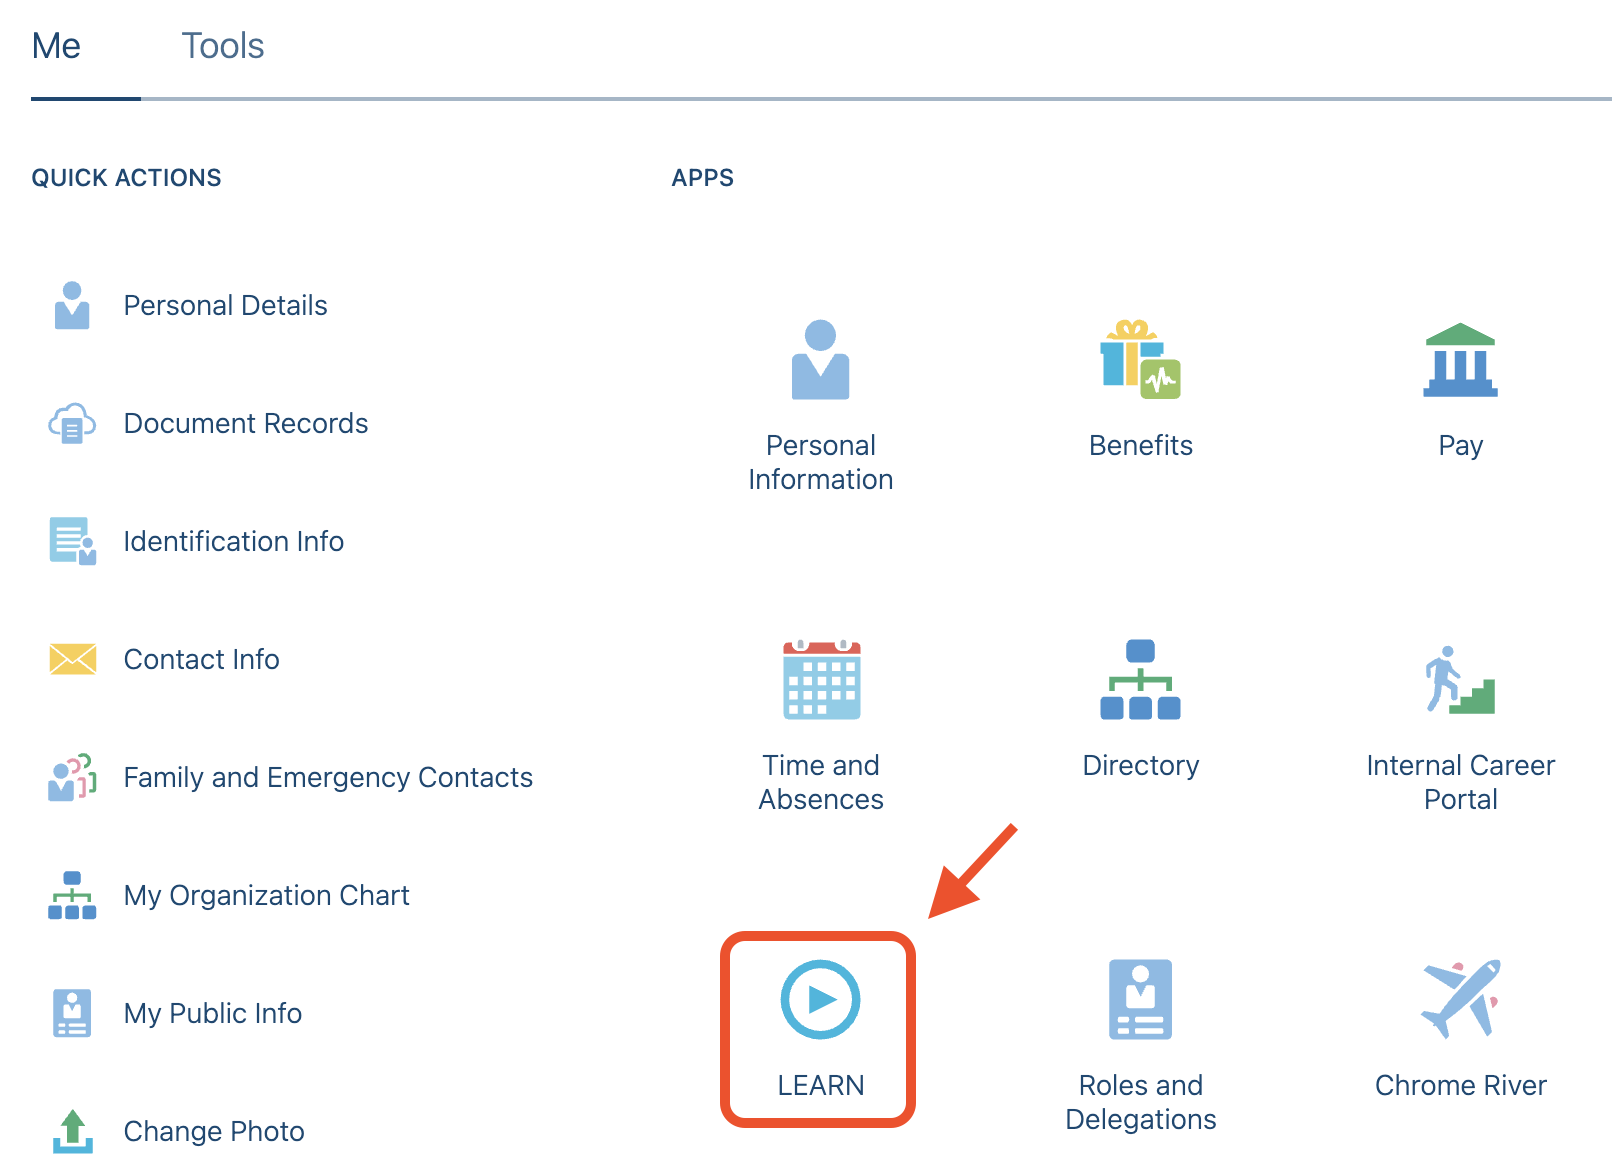 Me
Tools
QUICK ACTIONS
Personal Details
Document Records
Identification Info
Contact Info
Family and Emergency Contacts
My Organization Chart
My Public Info
Change Photo
APPS
Personal
Information
Benefits
Pay
Time and
Absences
Directory
Internal Career
Portal
LEARN
Roles and
Delegations
Chrome River